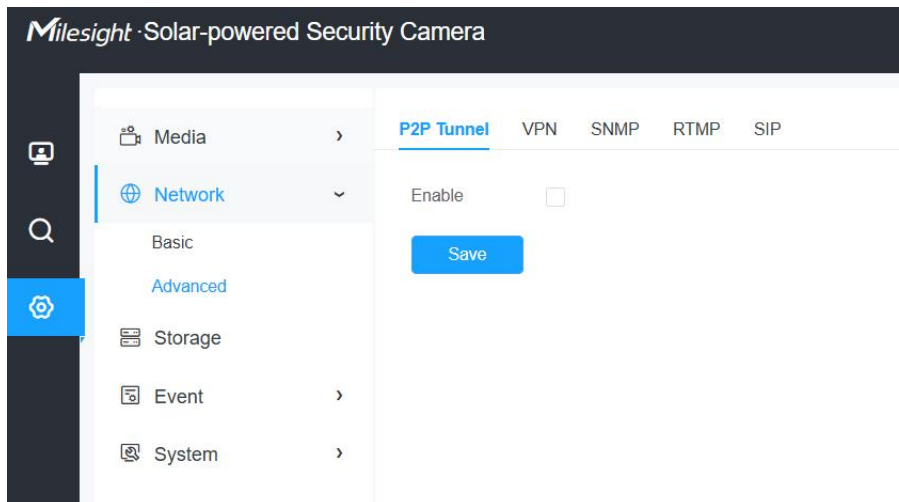 Milesight · Solar-powered Security Camera
Media
Network
Basic
Advanced
Storage
Event
System
P2P Tunnel VPN SNMP RTMP SIP
Enable
Save